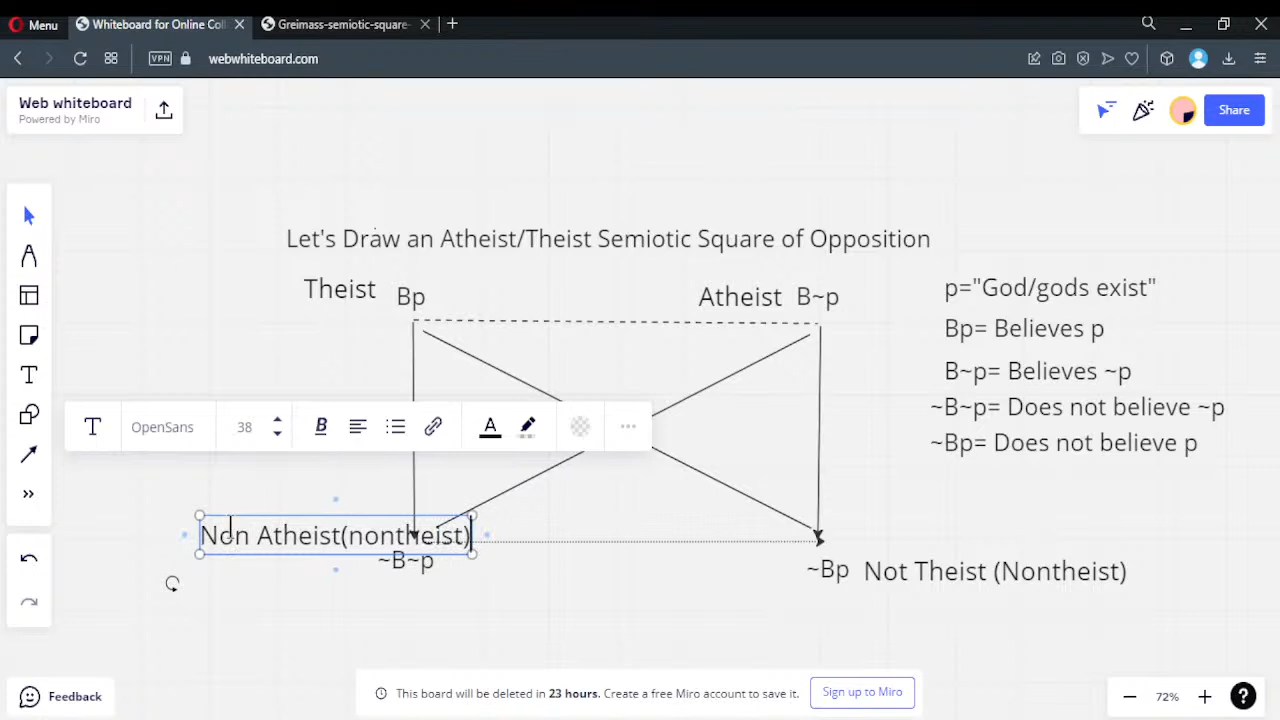 Menu
Whiteboard for Online Col
Greimass-semiotic-square-
VPN
webwhiteboard.com
Web whiteboard
Powered by Miro
Share
Let's Draw an Atheist/Theist Semiotic Square of Opposition
Theist Bp
Atheist B~p
p="God/gods exist"
Bp= Believes p
B~p= Believes ~p
~B~p= Does not believe ~p
~Bp= Does not believe p
OpenSans
38
Non Atheist(nontheist)
~B~p
~Bp Not Theist (Nontheist)
Feedback
This board will be deleted in 23 hours. Create a free Miro account to save it.
Sign up to Miro
72%